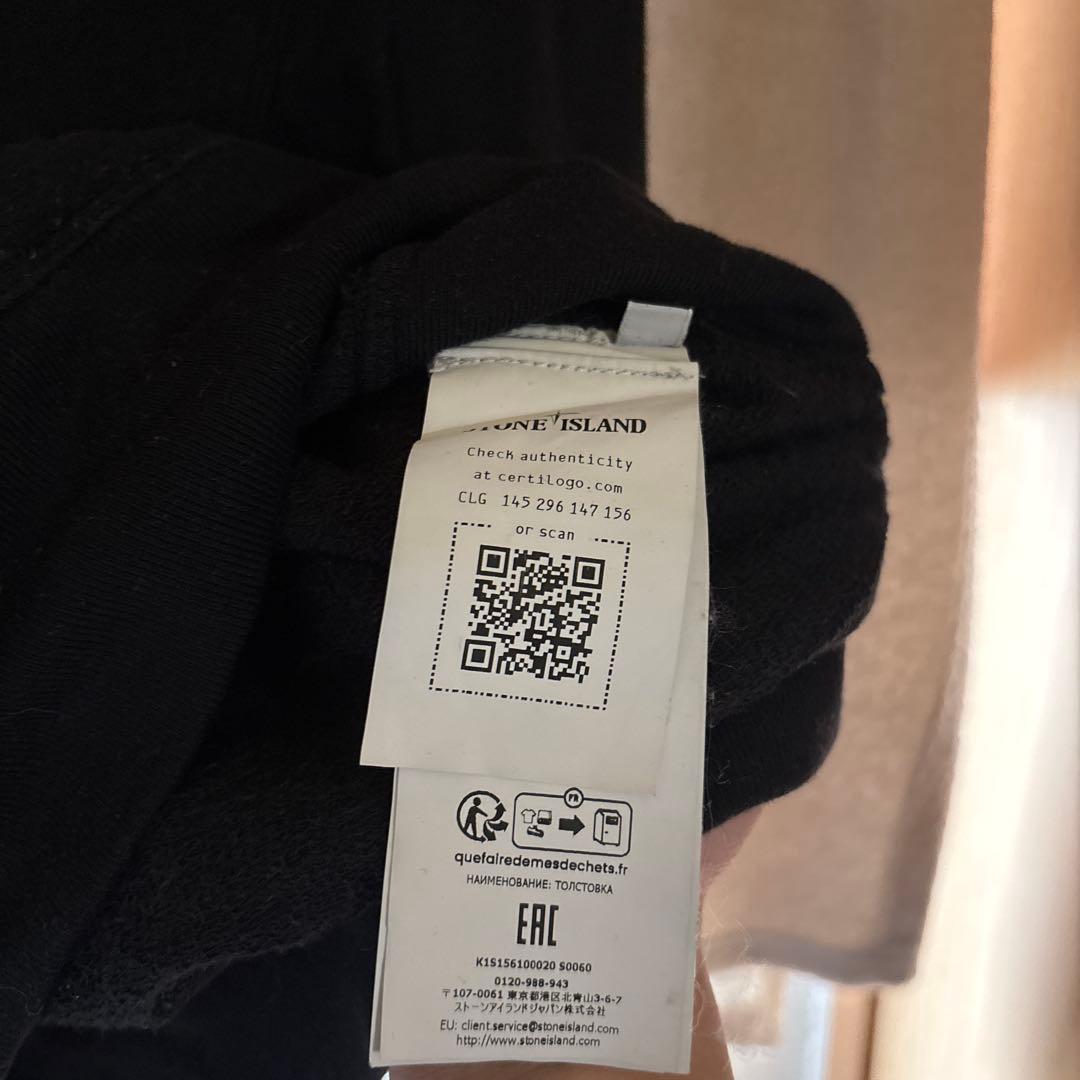 STONE ISLAND
Check authenticity
at certilogo.com
CLG 145 296 147 156
or scan
FR
quefairedemesdechets.fr
НАИМЕНОВАНИЕ: ТОЛСТОВКА
EAC
K1S156100020 S0060
0120-988-943
〒107-0061 東京都港区北青山3-6-7
ストーンアイランドジャパン株式会社
EU: client.service@stoneisland.com
http://www.stoneisland.com